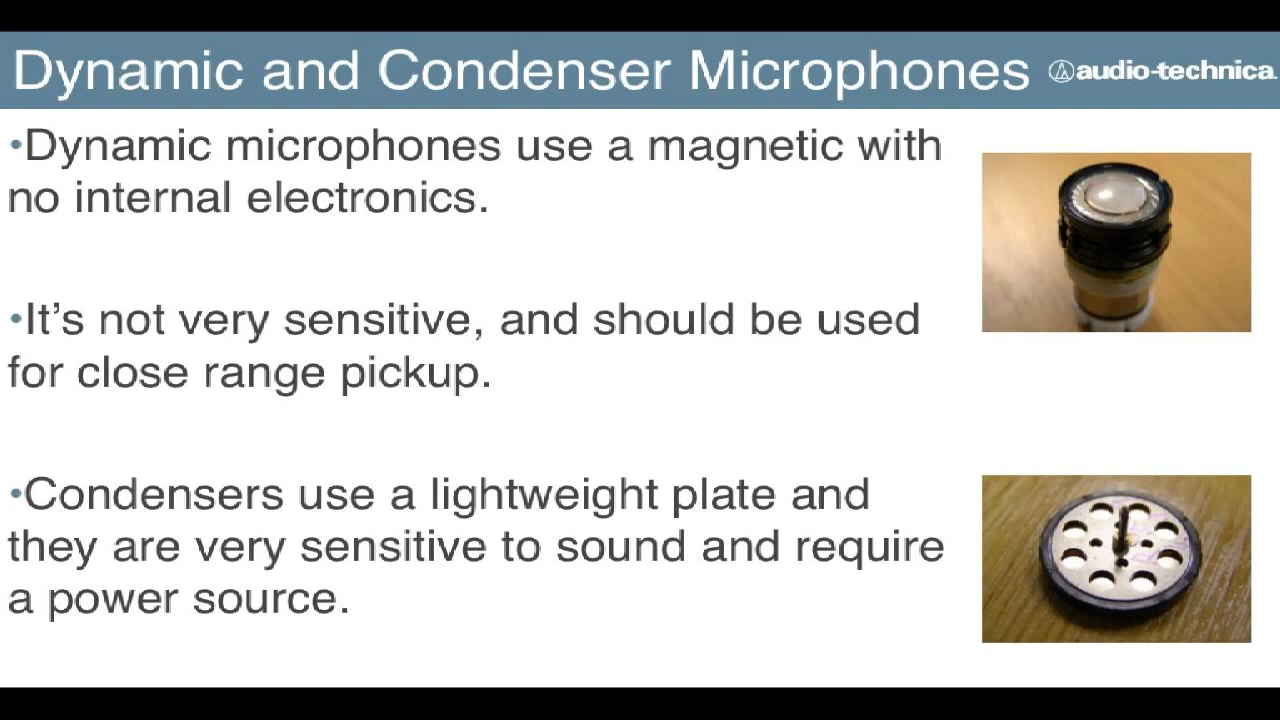 Dynamic and Condenser Microphones
audio-technica
•Dynamic microphones use a magnetic with
no internal electronics.
•It’s not very sensitive, and should be used
for close range pickup.
•Condensers use a lightweight plate and
they are very sensitive to sound and require
a power source.